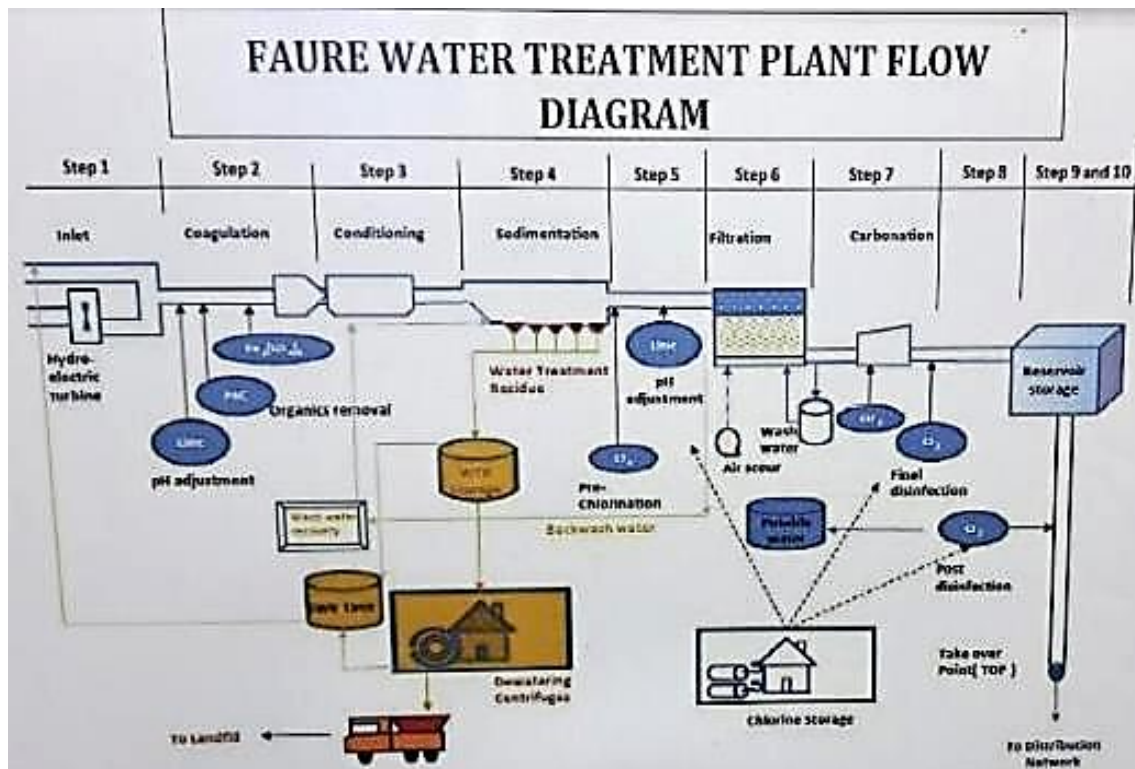 FAURE WATER TREATMENT PLANT FLOW
DIAGRAM
Step 1
Step 2
Step 3
Step 4
Step 5
Step 6
Step 7
Step 8
Step 9 and 10
Inlet
Coagulation
Conditioning
Sedimentation
Filtration
Carbonation
Hydro-
electric
turbine
Organics removal
Lime
pH adjustment
Water Treatment
Residue
Lime
pH
adjustment
Pre-
Chlorination
Air scour
Wash
water
Final
disinfection
Reservoir
storage
Waste water
recovery
Backwash water
Potable
water
Post
disinfection
Dewatering
Centrifuges
Chlorine Storage
Take over
Point( TOP )
To Landfill
To Distribution
Network